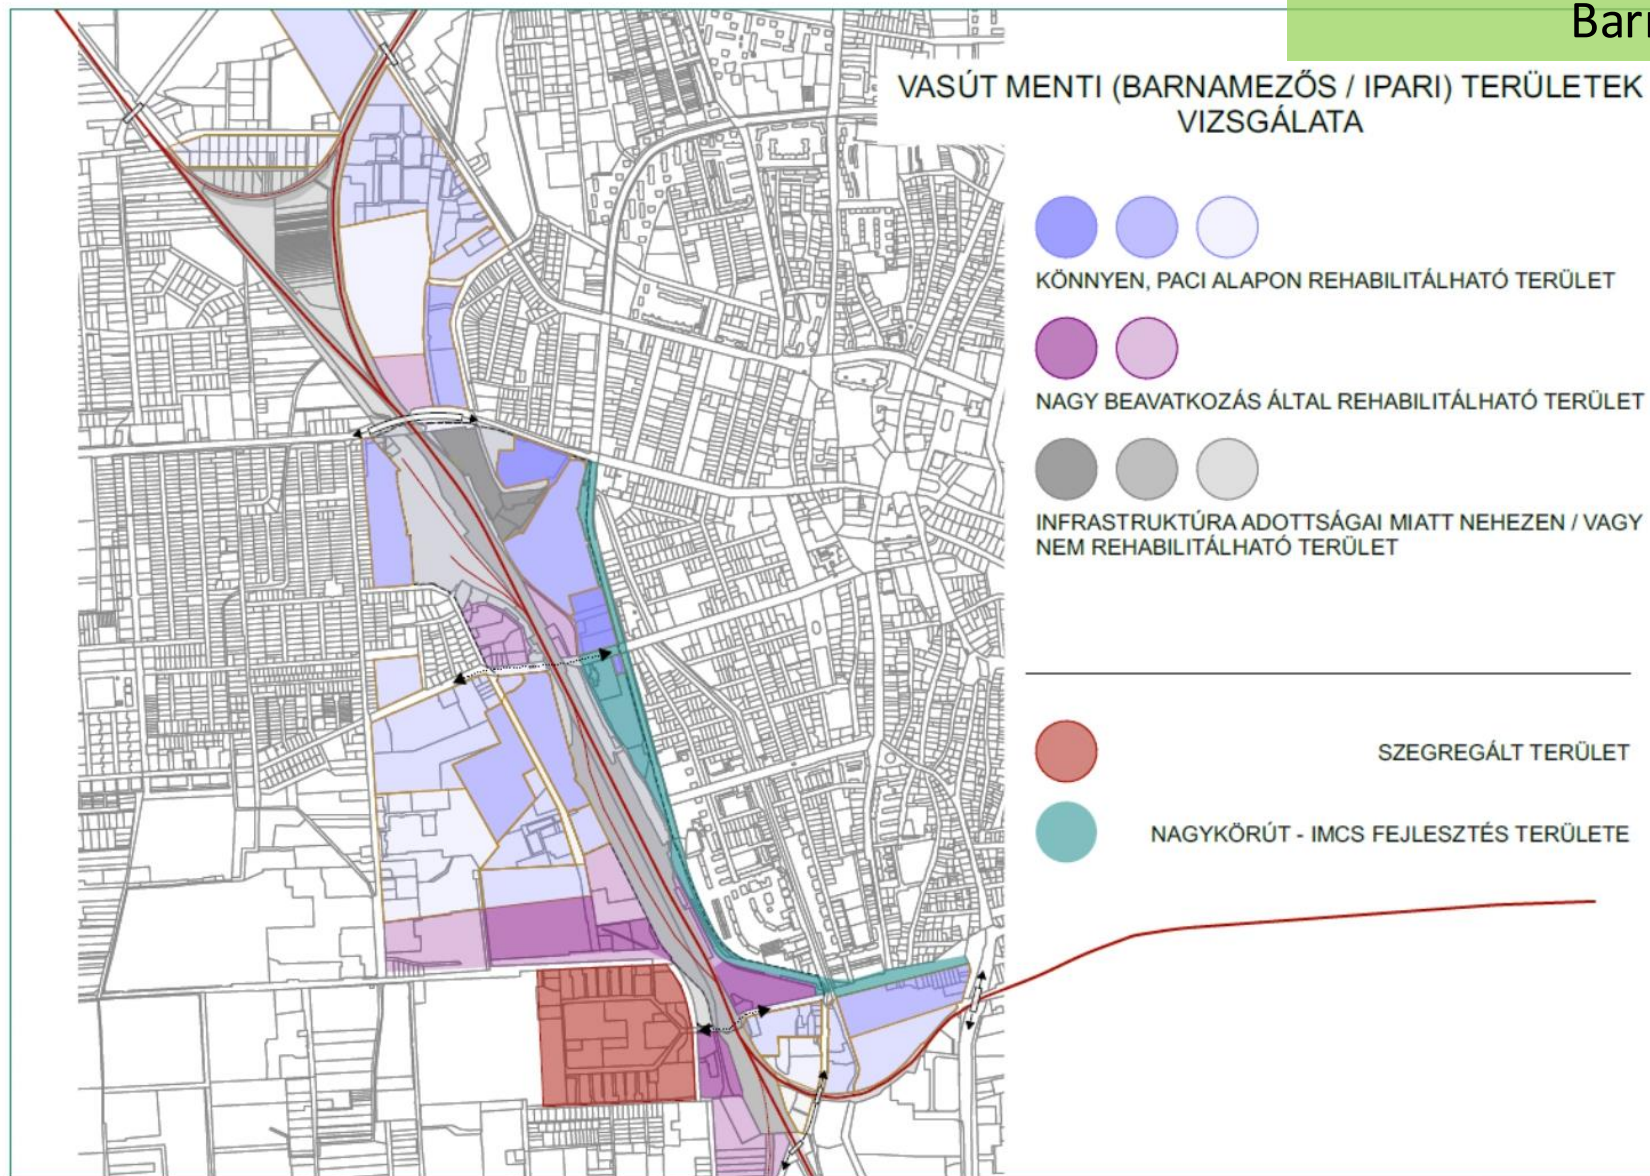 VASÚT MENTI (BARNAMEZŐS / IPARI) TERÜLETEK
VIZSGÁLATA
KÖNNYEN, PACI ALAPON REHABILITÁLHATÓ TERÜLET
NAGY BEAVATKOZÁS ÁLTAL REHABILITÁLHATÓ TERÜLET
INFRASTRUKTÚRA ADOTTSÁGAI MIATT NEHEZEN / VAGY
NEM REHABILITÁLHATÓ TERÜLET
SZEGREGÁLT TERÜLET
NAGYKÖRÚT - IMCS FEJLESZTÉS TERÜLETE